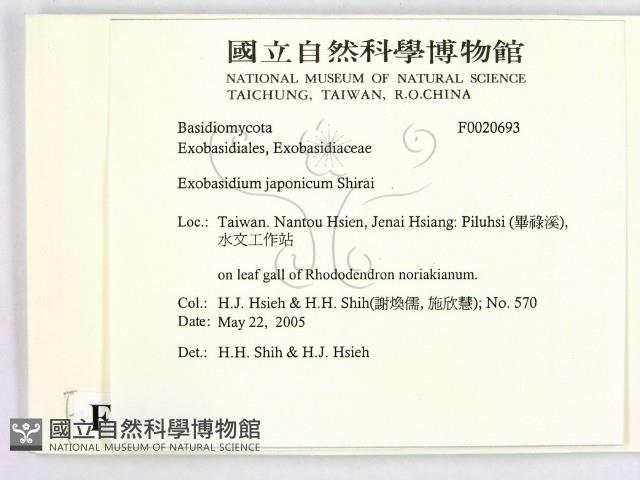 國立自然科學博物館
NATIONAL MUSEUM OF NATURAL SCIENCE
TAICHUNG, TAIWAN, R.O.CHINA
Basidiomycota F0020693
Exobasidiales, Exobasidiaceae
Exobasidium japonicum Shirai
Loc.: Taiwan. Nantou Hsien, Jenai Hsiang: Piluhsi (畢祿溪),
水文工作站
on leaf gall of Rhododendron noriakianum.
Col.: H.J. Hsieh & H.H. Shih(謝煥儒, 施欣慧); No. 570
Date: May 22, 2005
Det.: H.H. Shih & H.J. Hsieh
F
國立自然科學博物館
NATIONAL MUSEUM OF NATURAL SCIENCE